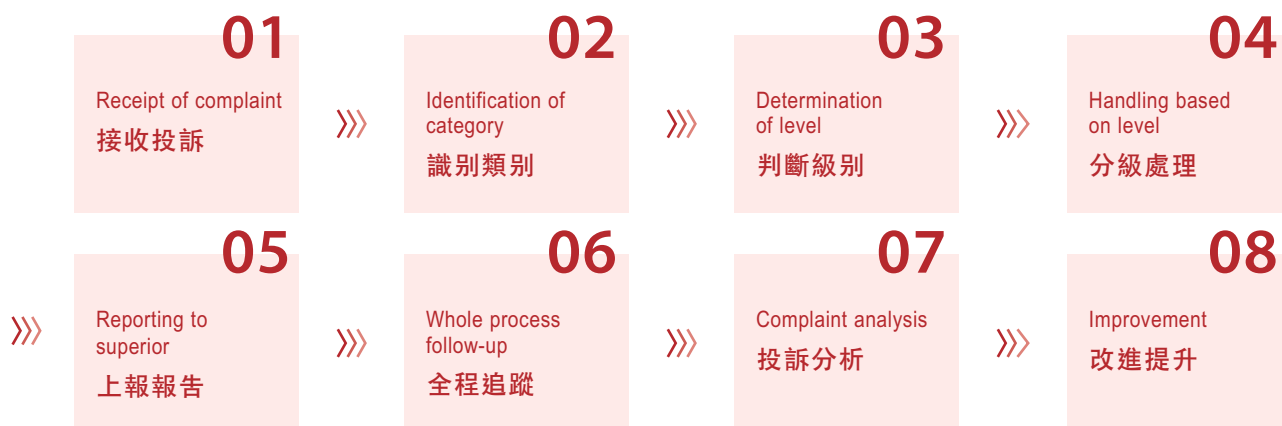 01
Receipt of complaint
接收投訴
02
Identification of
category
識别類别
03
Determination
of level
判斷級别
04
Handling based
on level
分級處理
05
Reporting to
superior
上報報告
06
Whole process
follow-up
全程追蹤
07
Complaint analysis
投訴分析
08
Improvement
改進提升